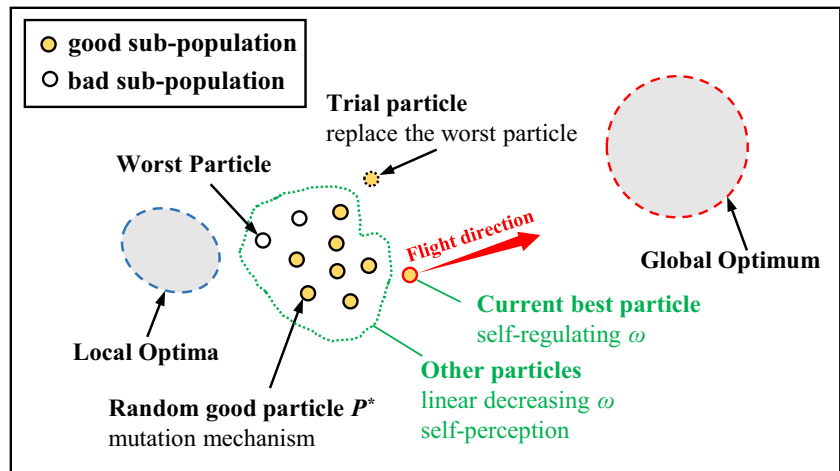 good sub-population
bad sub-population
Trial particle
replace the worst particle
Worst Particle
Flight direction
Global Optimum
Current best particle
self-regulating ω
Local Optima
Other particles
linear decreasing ω
self-perception
Random good particle P*
mutation mechanism